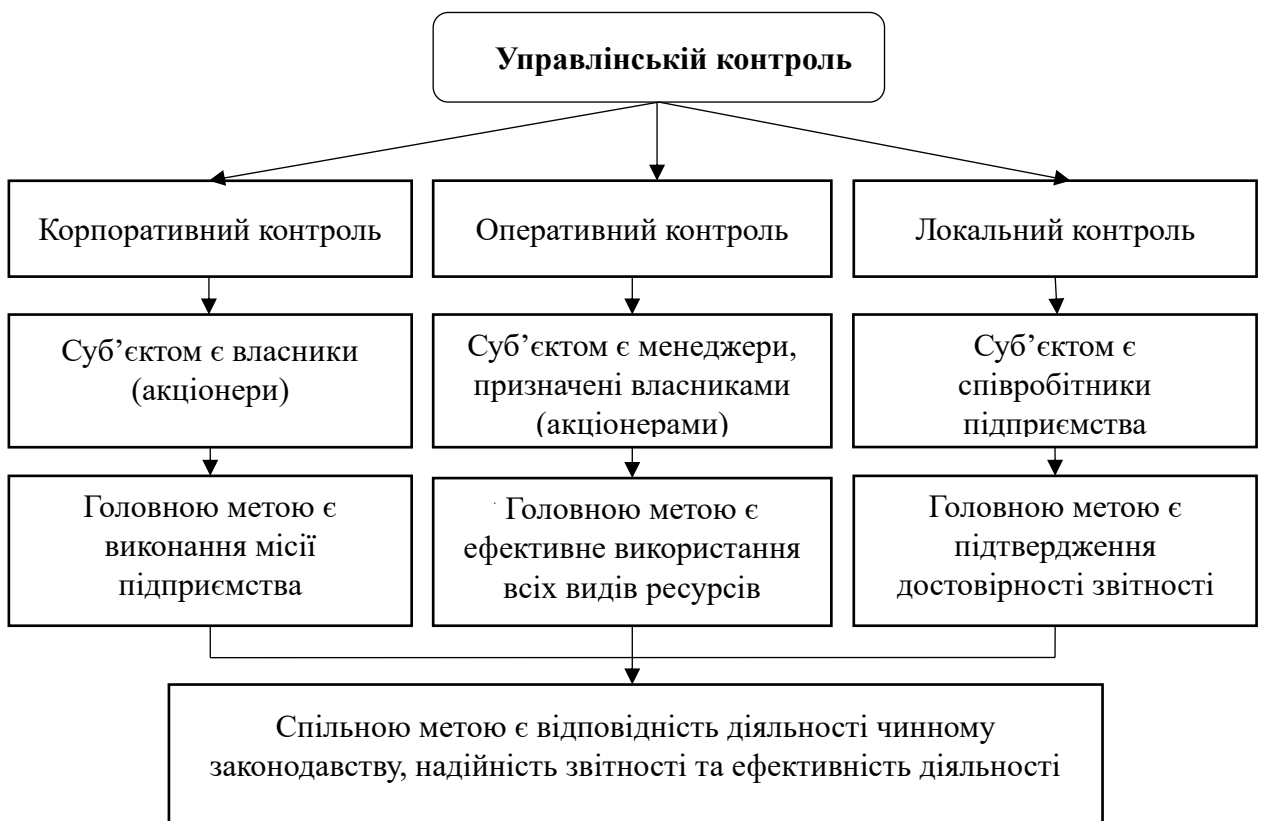 Управлінській контроль
Корпоративний контроль
Оперативний контроль
Локальний контроль
Суб’єктом є власники
(акціонери)
Суб’єктом є менеджери,
призначені власниками
(акціонерами)
Суб’єктом є
співробітники
підприємства
Головною метою є
виконання місії
підприємства
Головною метою є
ефективне використання
всіх видів ресурсів
Головною метою є
підтвердження
достовірності звітності
Спільною метою є відповідність діяльності чинному
законодавству, надійність звітності та ефективність діяльності